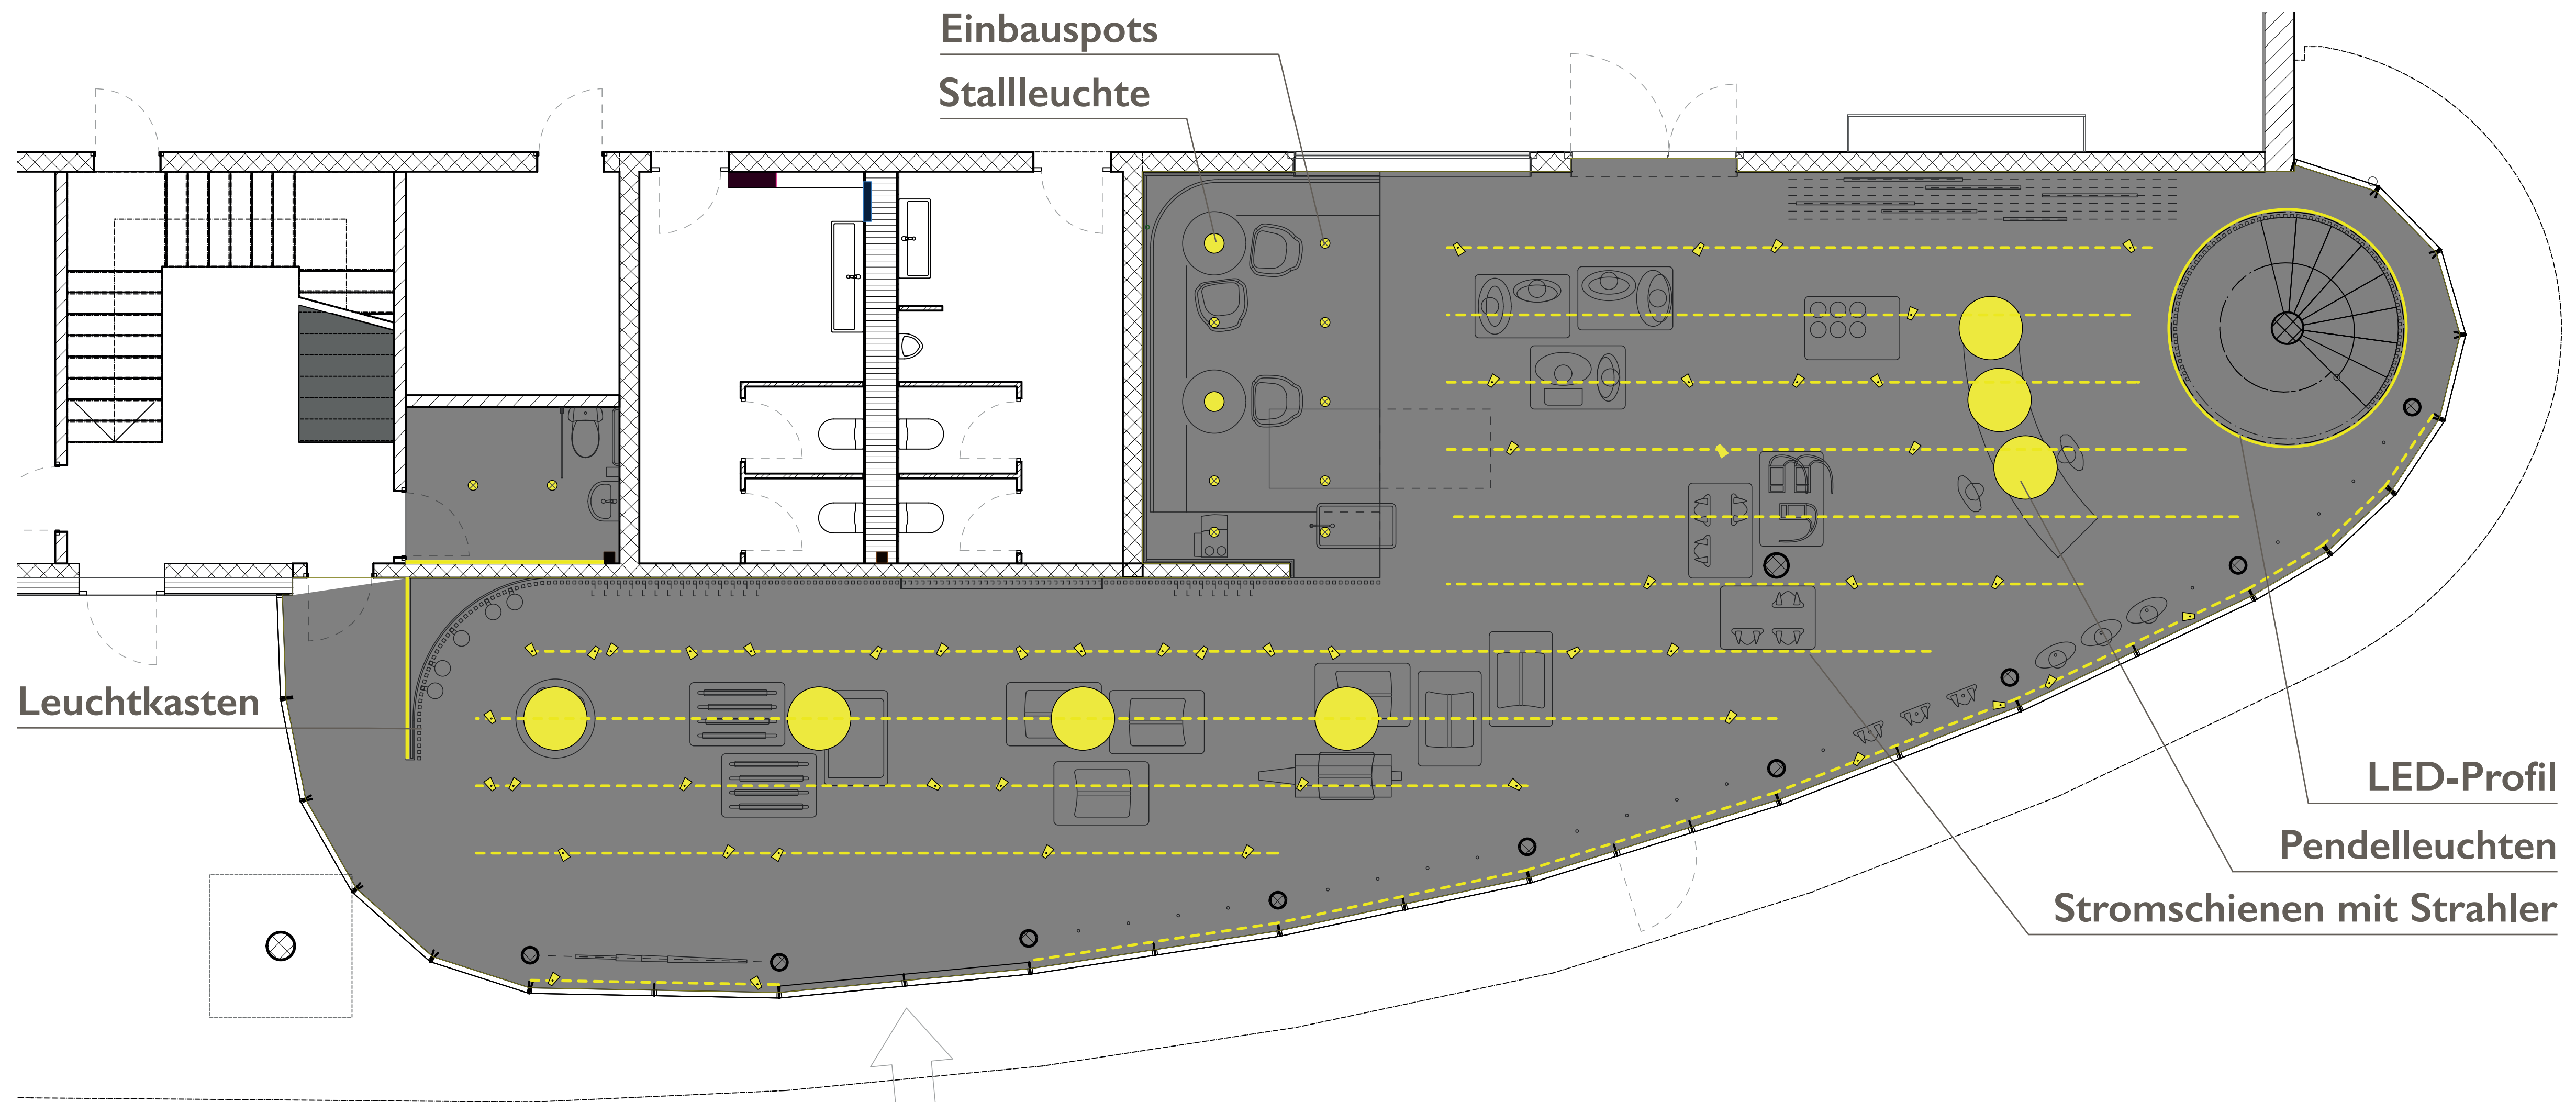 Einbauspots
Stallleuchte
Leuchtkasten
LED-Profil
Pendelleuchten
Stromschienen mit Strahler